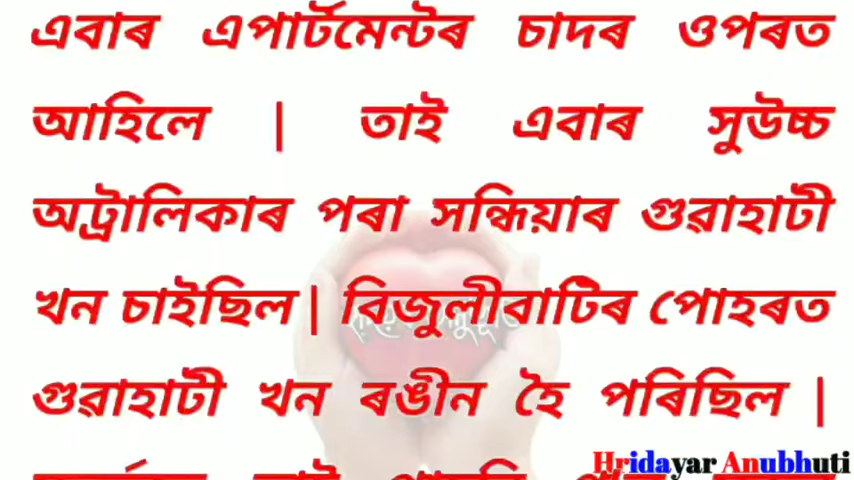 এবাৰ এপাৰ্টমেন্টৰ চাদৰ ওপৰত
আহিলে | তাই এবাৰ সুউচ্চ
অট্ৰালিকাৰ পৰা সন্ধিয়াৰ গুৱাহাটী
খন চাইছিল | বিজুলীবাটিৰ পোহৰত
গুৱাহাটী খন ৰঙীন হৈ পৰিছিল |
Hridayar Anubhuti